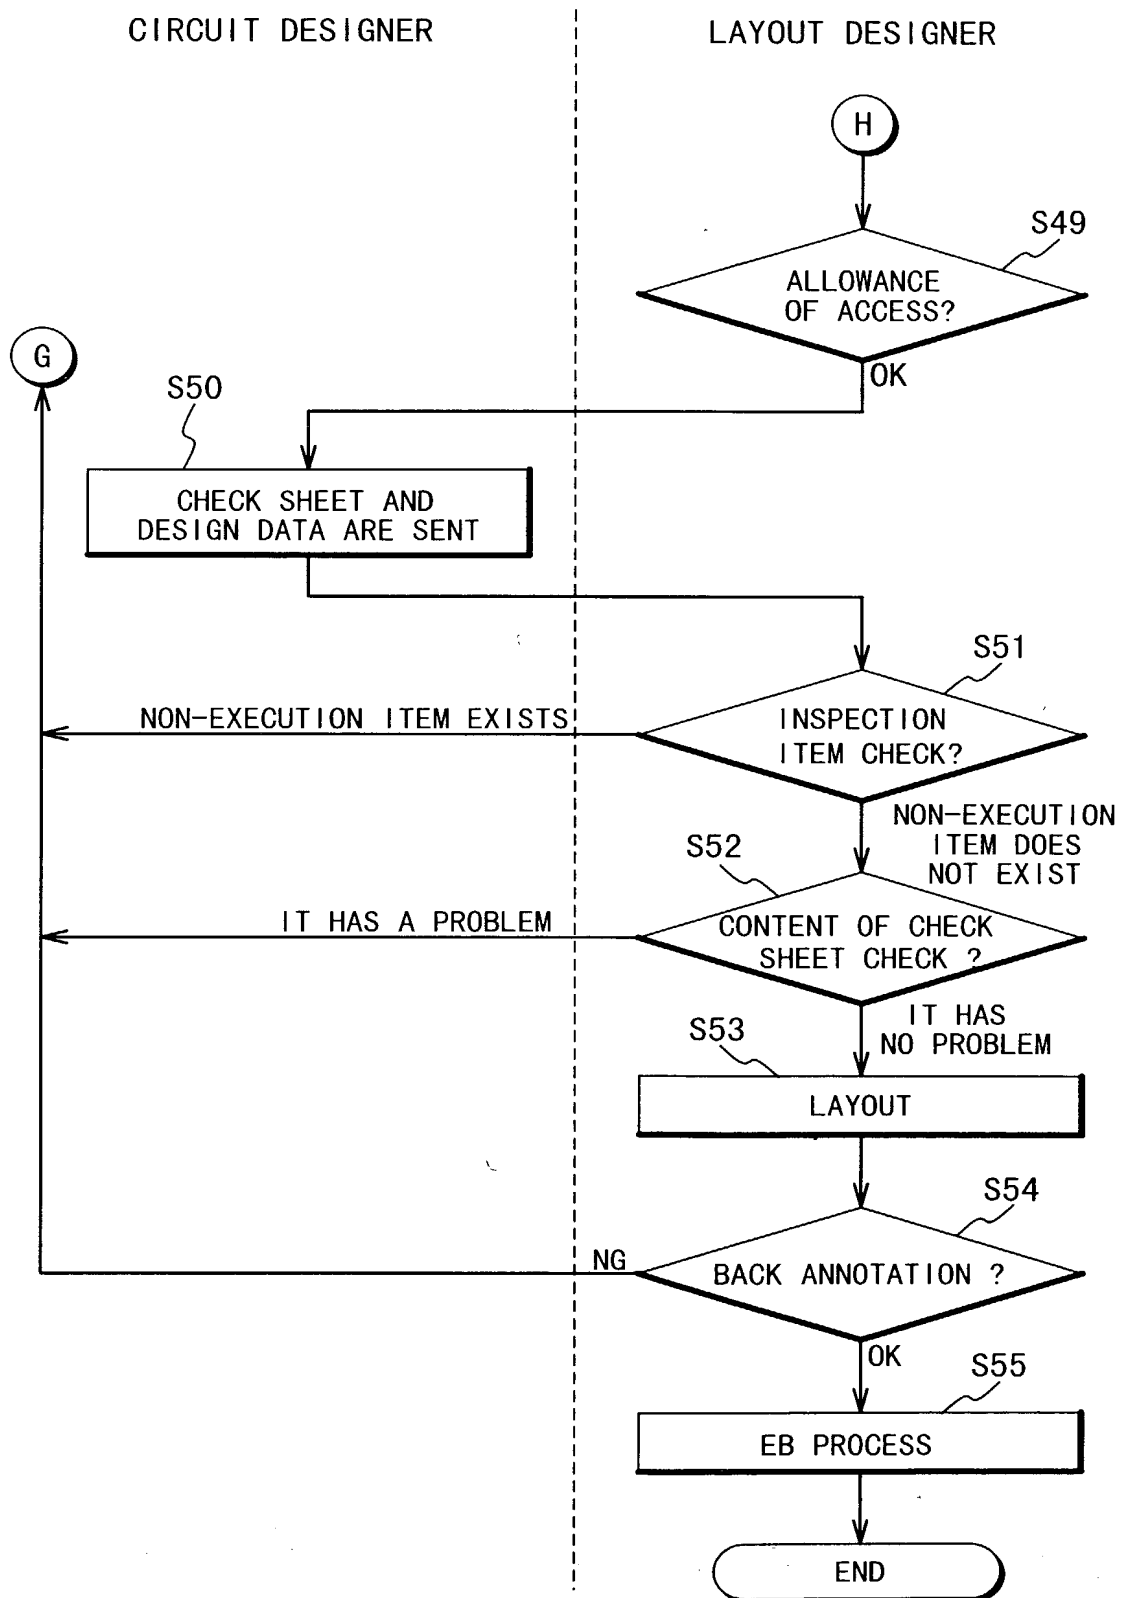 CIRCUIT DESIGNER
LAYOUT DESIGNER
H
S49
ALLOWANCE
OF ACCESS?
OK
G
S50
CHECK SHEET AND
DESIGN DATA ARE SENT
S51
INSPECTION
ITEM CHECK?
NON-EXECUTION ITEM EXISTS
NON-EXECUTION
ITEM DOES
NOT EXIST
S52
CONTENT OF CHECK
SHEET CHECK ?
IT HAS A PROBLEM
IT HAS
NO PROBLEM
S53
LAYOUT
S54
BACK ANNOTATION ?
NG
OK
S55
EB PROCESS
END